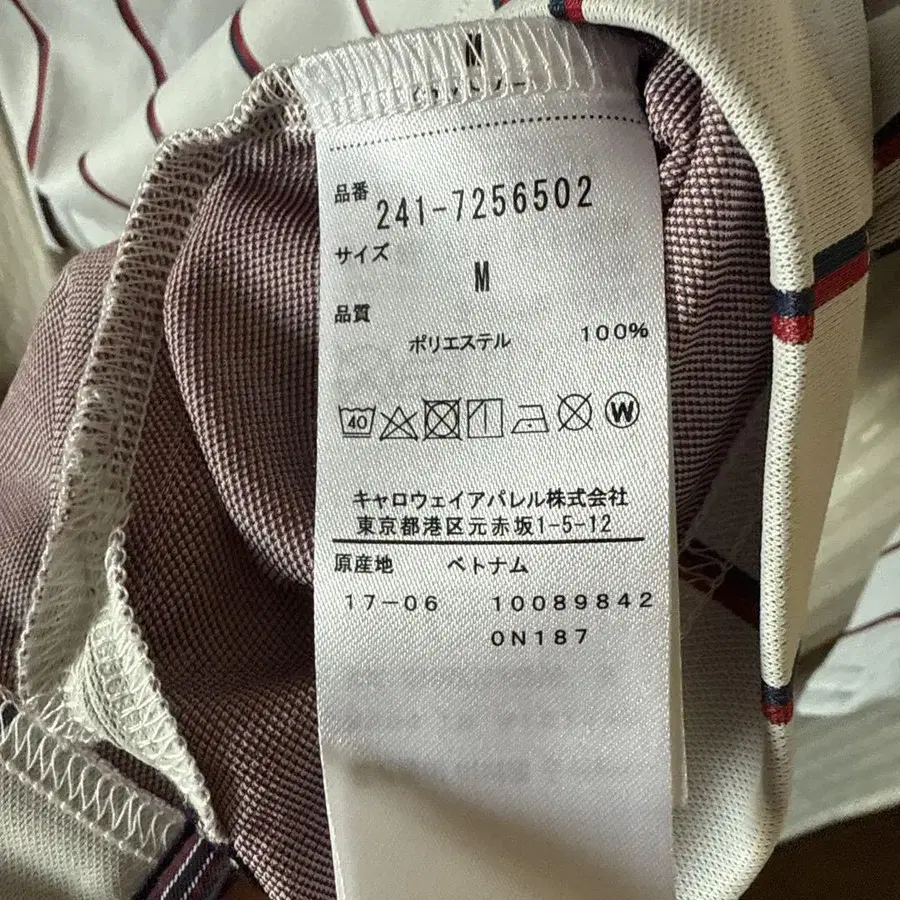 M
品番 241-7256502
サイズ
M
品質
ポリエステル 100%
40 W
キャロウェイアパレル株式会社
東京都港区元赤坂1-5-12
原産地 ベトナム
17-06 10089842
0N187